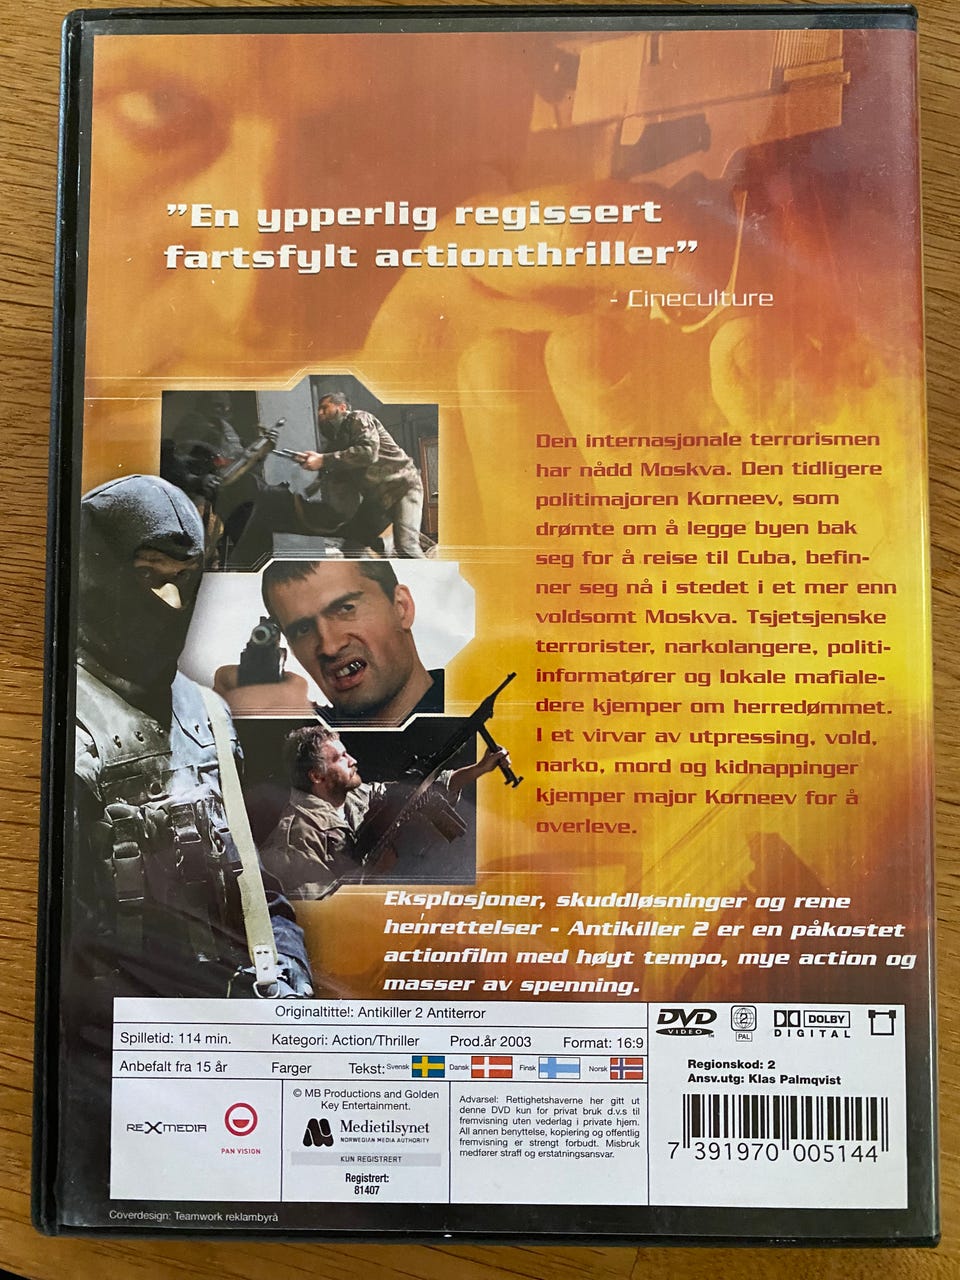 ”En ypperlig regissert
fartsfylt actionthriller”
- Cineculture
Den internasjonale terrorismen
har nådd Moskva. Den tidligere
politimajoren Korneev, som
drømte om å legge byen bak
seg for å reise til Cuba, befin-
ner seg nå i stedet i et mer enn
voldsomt Moskva. Tsjetsjenske
terrorister, narkolangere, politi-
informatører og lokale mafiale-
dere kjemper om herredømmet.
I et virvar av utpressing, vold,
narko, mord og kidnappinger
kjemper major Korneev for å
overleve.
Eksplosjoner, skuddløsninger og rene
henrettelser - Antikiller 2 er en påkostet
actionfilm med høyt tempo, mye action og
masser av spenning.
Originaltittel: Antikiller 2 Antiterror
Spilletid: 114 min. Kategori: Action/Thriller Prod.år 2003 Format: 16:9
Anbefalt fra 15 år Farger Tekst: Svensk Dansk Finsk Norsk
REXMEDIA
PAN VISION
© MB Productions and Golden
Key Entertainment.
Medietilsynet
NORWEGIAN MEDIA AUTHORITY
KUN REGISTRERT
Registrert:
81407
Advarsel: Rettighetshaverne her gitt ut
denne DVD kun for privat bruk d.v.s til
fremvisning uten vederlag i private hjem.
All annen benyttelse, kopiering og offentlig
fremvisning er strengt forbudt. Misbruk
medfører straff og erstatningsansvar.
DVD
VIDEO
2
PAL
DOLBY
DIGITAL
Regionskod: 2
Ansv.utg: Klas Palmqvist
7 391970 005144
Coverdesign: Teamwork reklambyrå